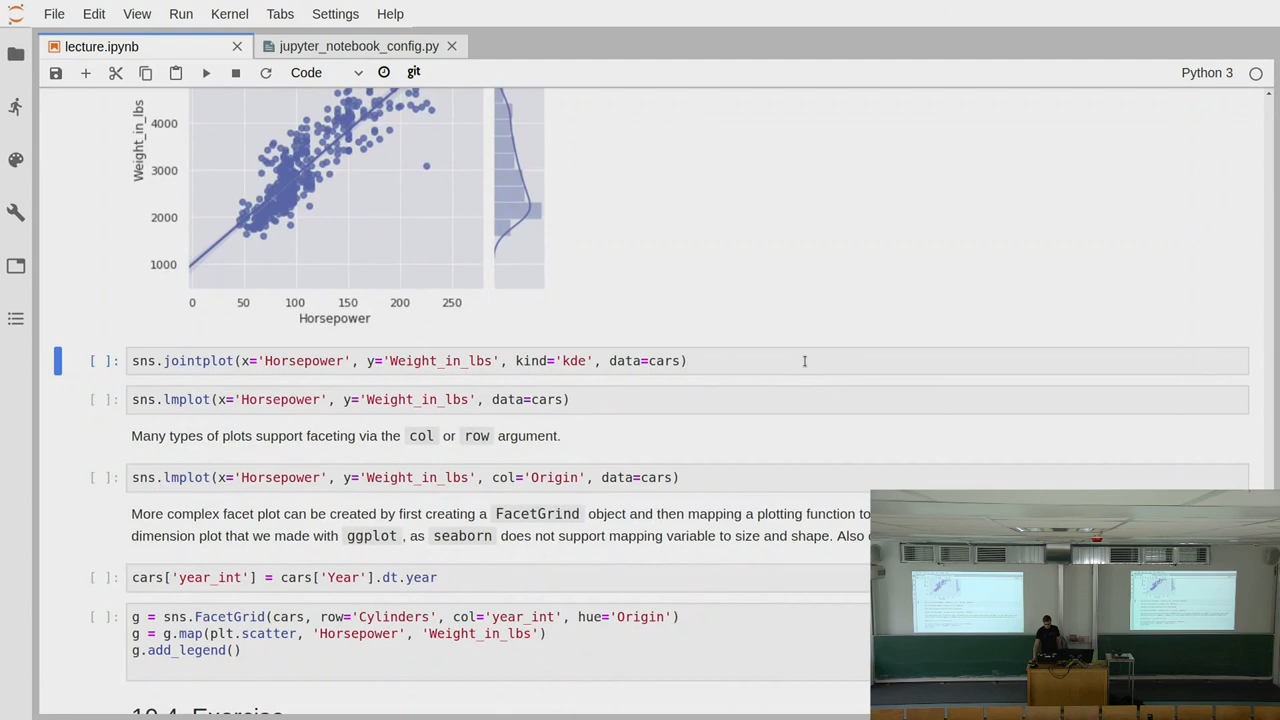 File Edit View Run Kernel Tabs Settings Help
lecture.ipynb jupyter_notebook_config.py
Code git Python 3
Weight_in_lbs
4000
3000
2000
1000
0 50 100 150 200 250
Horsepower
[ ]: sns.jointplot(x='Horsepower', y='Weight_in_lbs', kind='kde', data=cars)
[ ]: sns.lmplot(x='Horsepower', y='Weight_in_lbs', data=cars)
Many types of plots support faceting via the col or row argument.
[ ]: sns.lmplot(x='Horsepower', y='Weight_in_lbs', col='Origin', data=cars)
More complex facet plot can be created by first creating a FacetGrind object and then mapping a plotting function to
dimension plot that we made with ggplot, as seaborn does not support mapping variable to size and shape. Also
[ ]: cars['year_int'] = cars['Year'].dt.year
[ ]: g = sns.FacetGrid(cars, row='Cylinders', col='year_int', hue='Origin')
g = g.map(plt.scatter, 'Horsepower', 'Weight_in_lbs')
g.add_legend()
10.4. Exercise